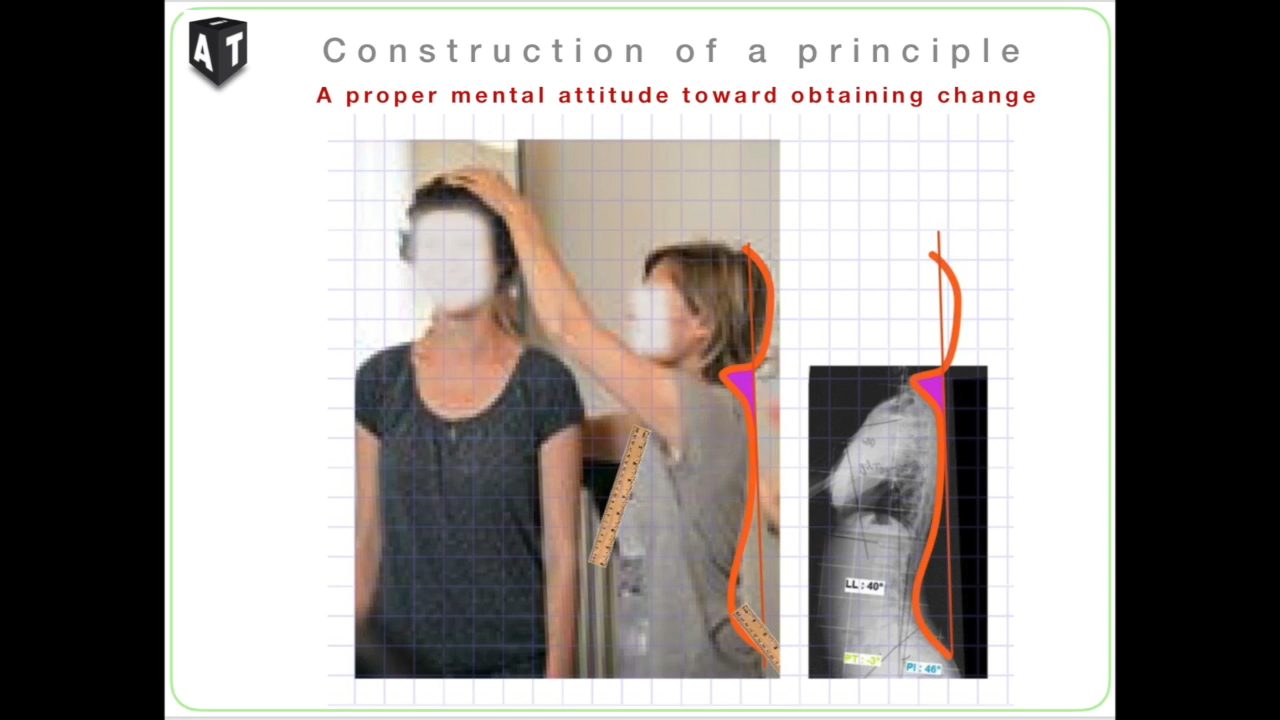 AT
Construction of a principle
A proper mental attitude toward obtaining change
LL : 40°
PT : -3°
PI : 46°